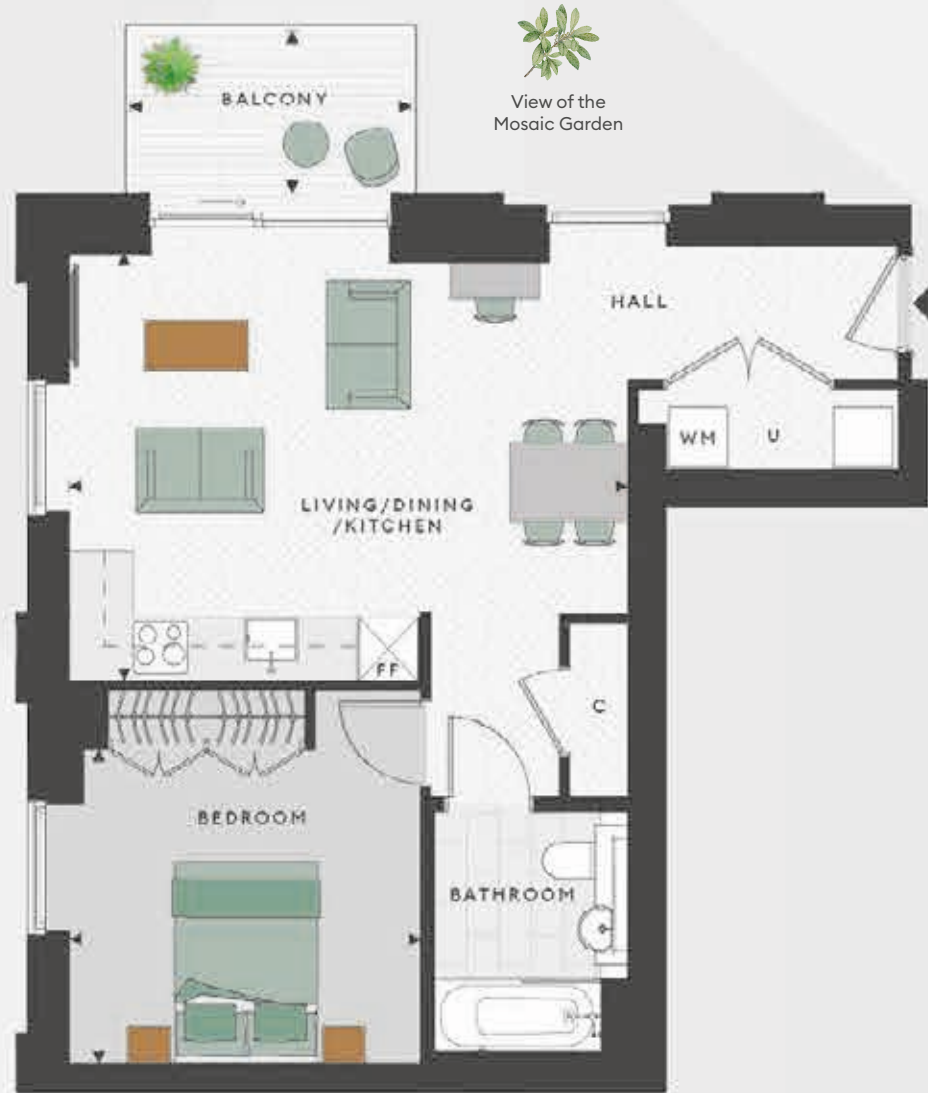 View of the
Mosaic Garden
BALCONY
HALL
WM
U
LIVING/DINING
/KITCHEN
FF
C
BEDROOM
BATHROOM